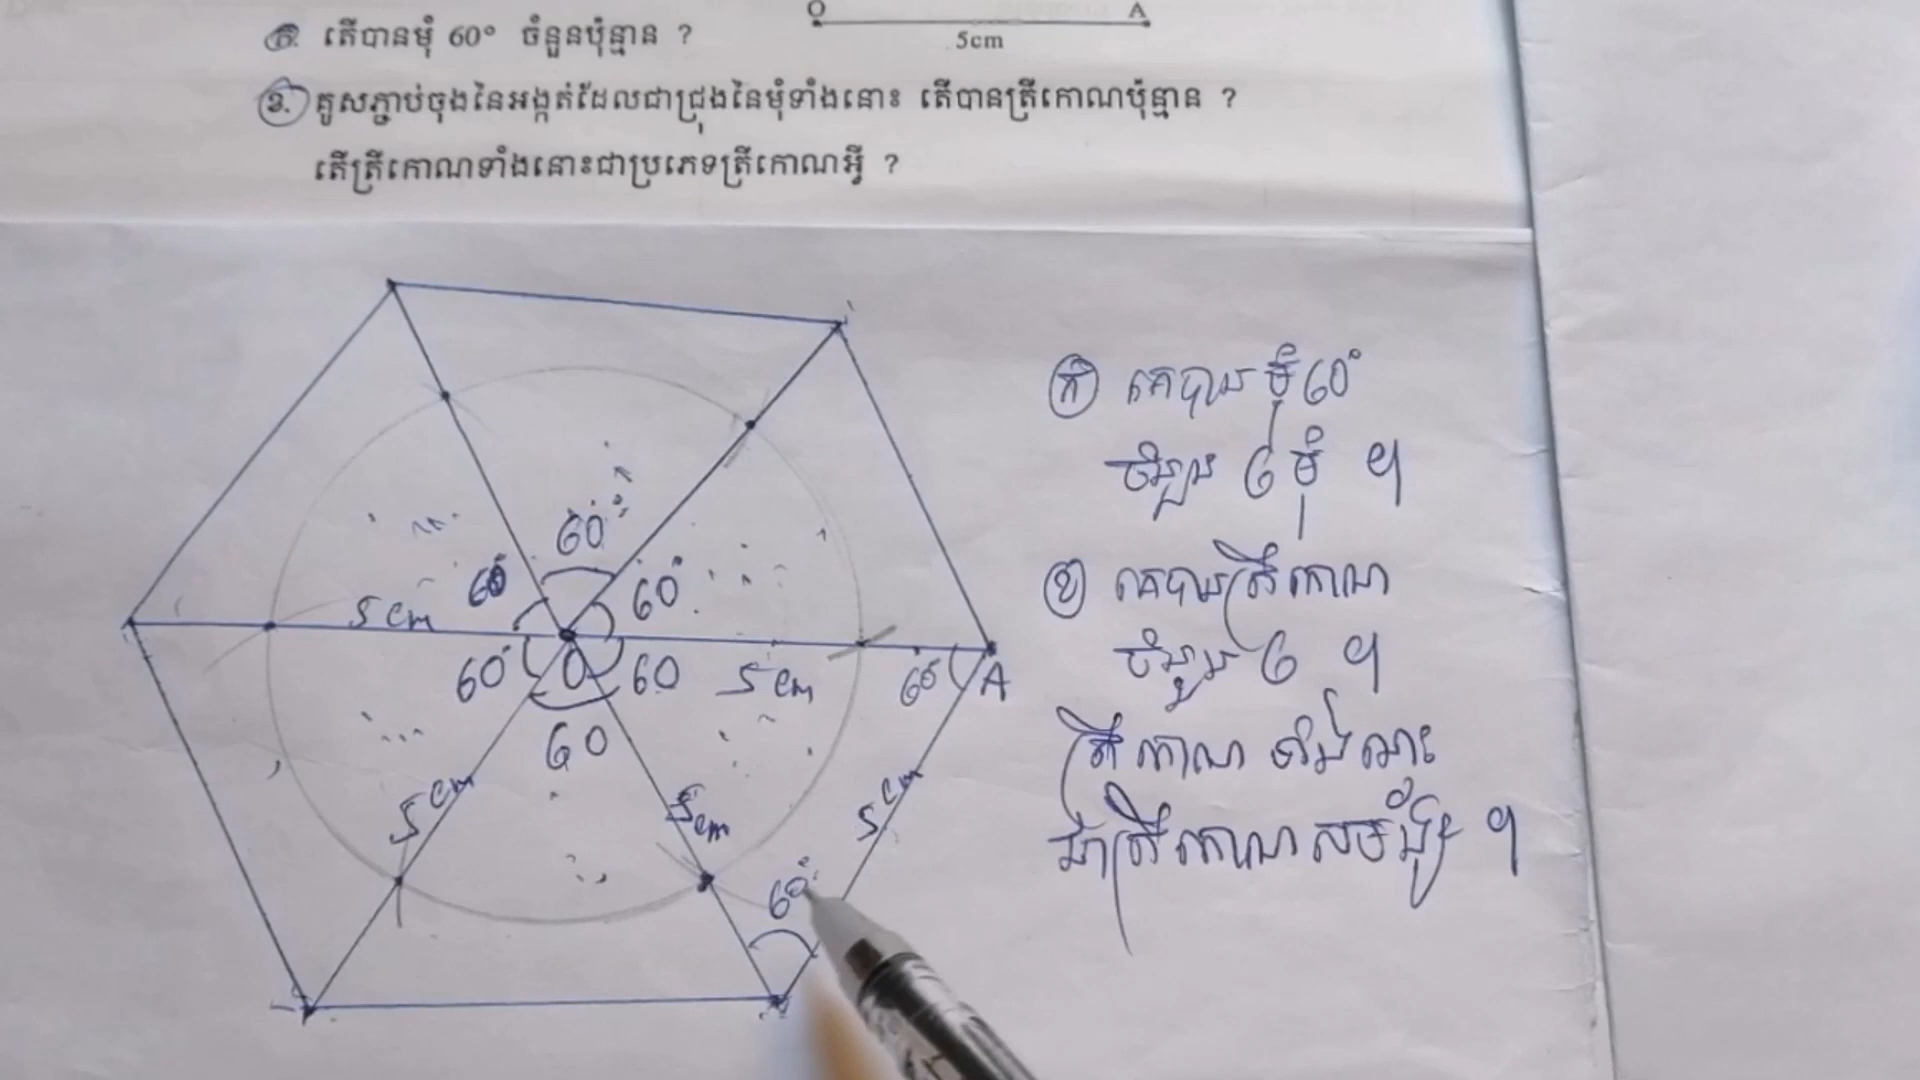 ក. តើបានមុំ 60° ចំនួនប៉ុន្មាន ?
O A
5cm
ខ. គូសភ្ជាប់ចុងនៃអង្កត់ដែលជាជ្រុងនៃមុំទាំងនោះ តើបានត្រីកោណប៉ុន្មាន ?
តើត្រីកោណទាំងនោះជាប្រភេទត្រីកោណអ្វី ?
60°
60°
60°
5cm
60°
O
60
5cm
60°
A
60
5cm
5cm
5cm
60°
ក គេបានមុំ 60°
ចំនួន 6 មុំ ។
ខ គេបានត្រីកោណ
ចំនួន 6 ។
ត្រីកោណ ទាំងនោះ
ជាត្រីកោណសម័ង្ស ។